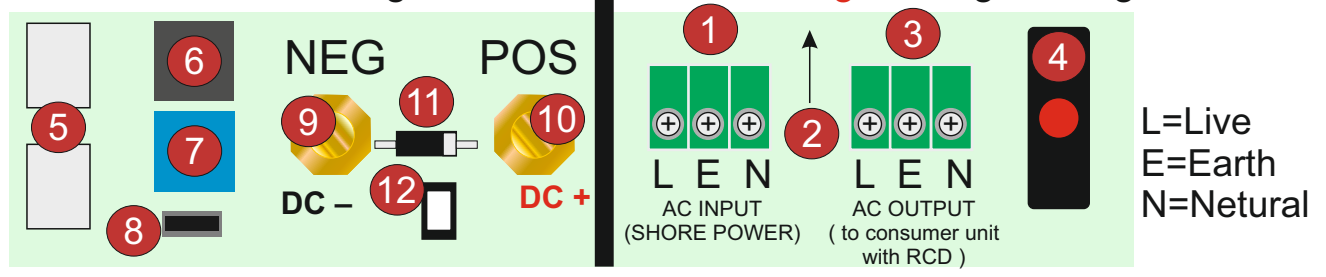 NEG
POS
5
6
7
8
9
11
10
12
DC –
DC +
1
2
3
4
L E N
AC INPUT
(SHORE POWER)
L E N
AC OUTPUT
( to consumer unit
with RCD )
L=Live
E=Earth
N=Netural